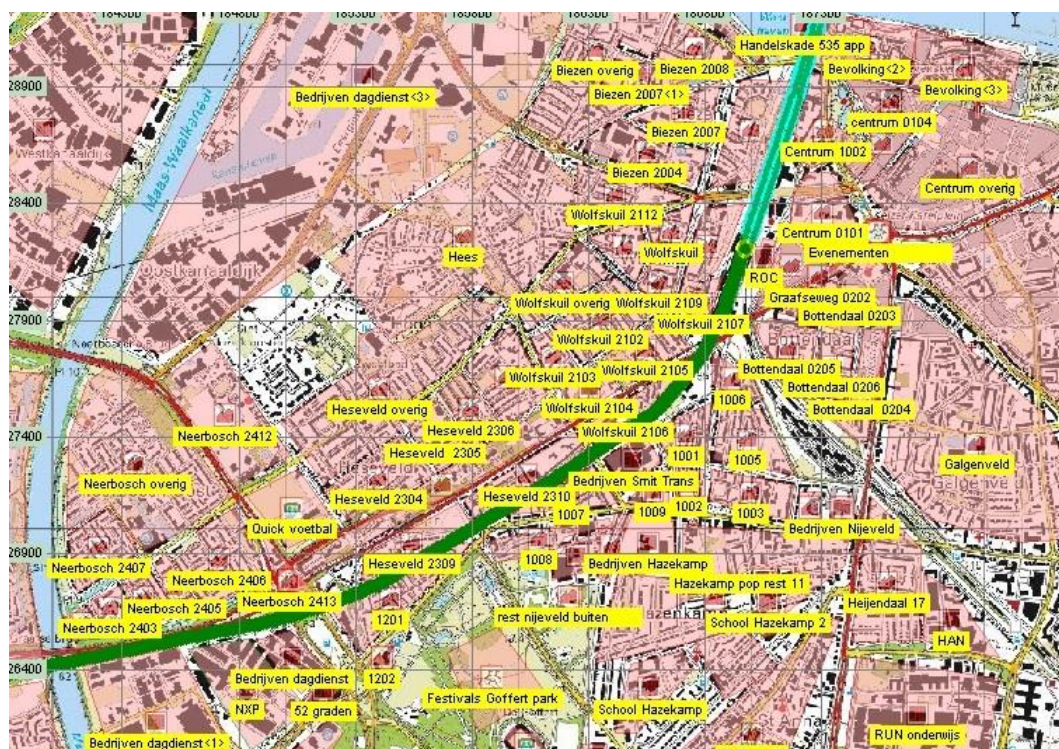 Handelskade 535 app
Biezen overig
Biezen 2008
Bevolking<2>
28900
Bedrijven dagdienst<3>
Biezen 2007<1>
Bevolking<3>
centrum 0104
Biezen 2007
Westkanaaldijk
Centrum 1002
Maas-Waalkanaal
Biezen 2004
Centrum overig
28400
Wolfskuil 2112
Centrum 0101
Hees
Wolfskuil
Evenementen
Oostkanaaldijk
ROC
Graafseweg 0202
Wolfskuil overig
Wolfskuil 2109
27900
Wolfskuil 2107
Bottendaal 0203
Wolfskuil 2102
Bottendaal
Wolfskuil 2103
Wolfskuil 2105
Bottendaal 0205
Bottendaal 0206
1006
Heseveld overig
Wolfskuil 2104
Bottendaal 0204
27400
Neerbosch 2412
Heseveld 2306
Wolfskuil 2106
Heseveld 2305
1001
1005
Galgenveld
Galgenveld
Neerbosch overig
Heseveld 2304
Heseveld 2310
Bedrijven Smit Trans
1007
1009
1002
1003
Quick voetbal
Bedrijven Nijeveld
26900
Heseveld 2309
1008
Bedrijven Hazekamp
Neerbosch 2407
Neerbosch 2406
Hazekamp pop rest 11
Neerbosch 2405
Neerbosch 2413
Heijendaal 17
1201
rest nijeveld buiten
School Hazekamp 2
Neerbosch 2403
HAN
26400
Bedrijven dagdienst
1202
Festivals Goffert park
NXP
52 graden
School Hazekamp
Bedrijven dagdienst<1>
RUN onderwijs